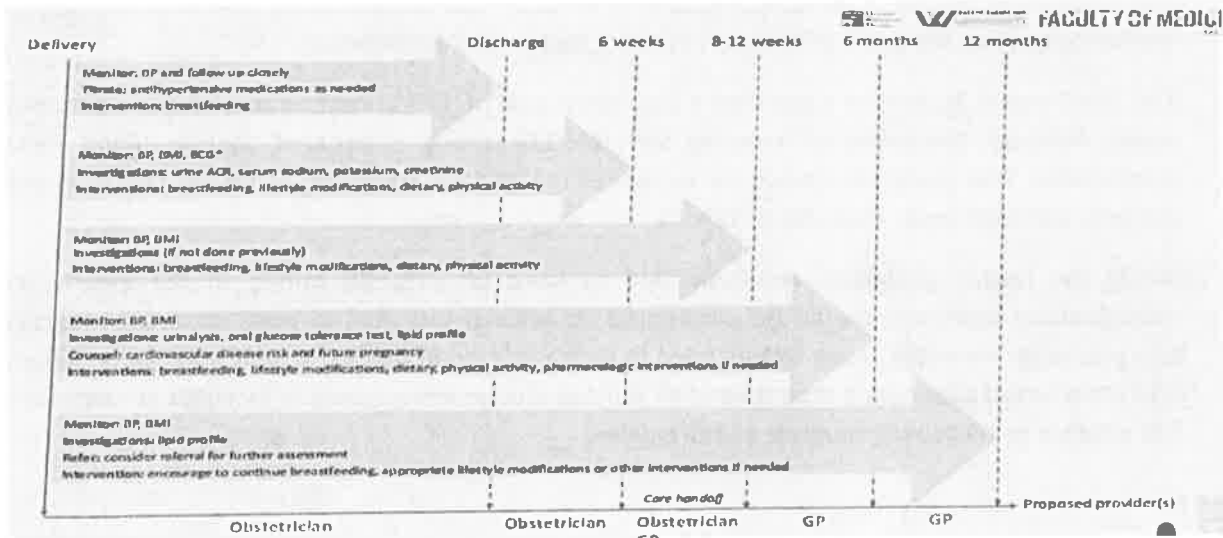 FACULTY OF MEDICI
Delivery
Discharge
6 weeks
8-12 weeks
6 months
12 months
Monitor: BP and follow up closely
Titrate: antihypertensive medications as needed
Intervention: breastfeeding
Monitor: BP, BMI, ECG*
Investigations: urine ACR, serum sodium, potassium, creatinine
Interventions: breastfeeding, lifestyle modifications, dietary, physical activity
Monitor: BP, BMI
Investigations (if not done previously)
Interventions: breastfeeding, lifestyle modifications, dietary, physical activity
Monitor: BP, BMI
Investigations: urinalysis, oral glucose tolerance test, lipid profile
Counsel: cardiovascular disease risk and future pregnancy
Interventions: breastfeeding, lifestyle modifications, dietary, physical activity, pharmacologic interventions if needed
Monitor: BP, BMI
Investigations: lipid profile
Refer: consider referral for further assessment
Intervention: encourage to continue breastfeeding, appropriate lifestyle modifications or other interventions if needed
Care handoff
Proposed provider(s)
Obstetrician
Obstetrician
Obstetrician
GP
GP